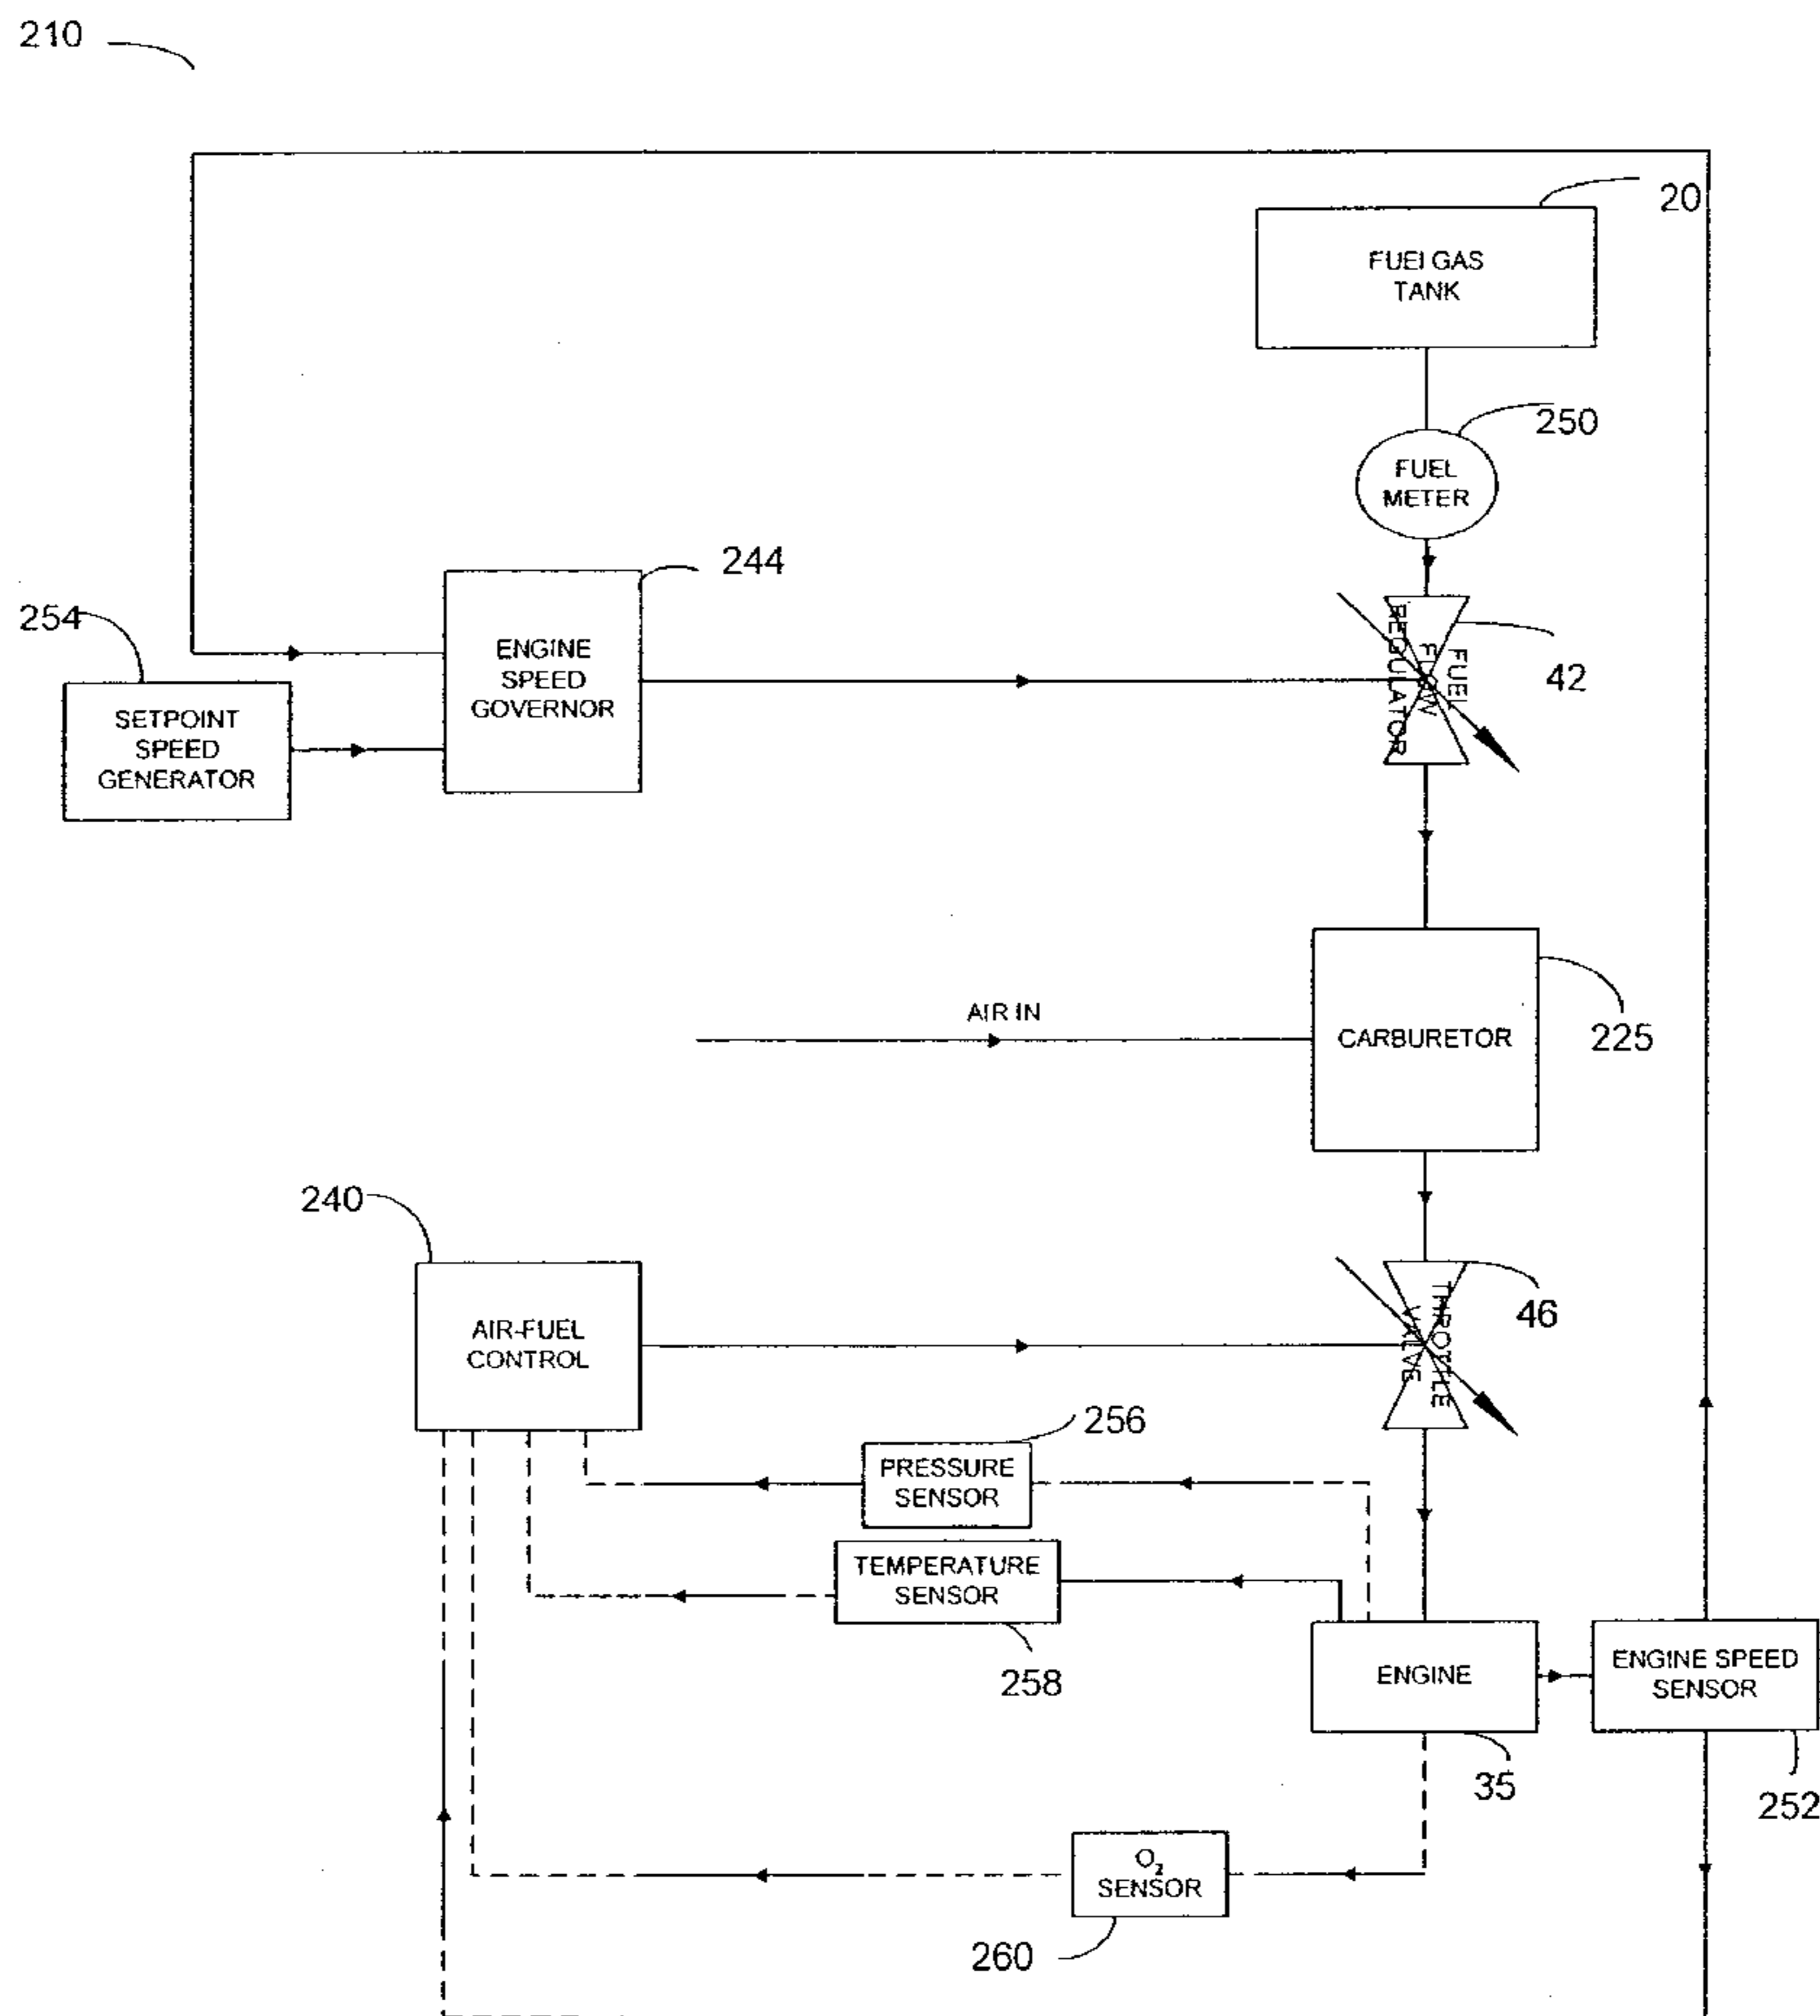 210
20
FUEl GAS
TANK
250
FUEL
METER
244
254
ENGINE
SPEED
GOVERNOR
FUEL
FLOW
REGULATOR
42
SETPOINT
SPEED
GENERATOR
AIR IN
CARBURETOR
225
240
AIR-FUEL
CONTROL
THROTTLE
VALVE
46
256
PRESSURE
SENSOR
TEMPERATURE
SENSOR
258
ENGINE
ENGINE SPEED
SENSOR
35
252
O₂
SENSOR
260